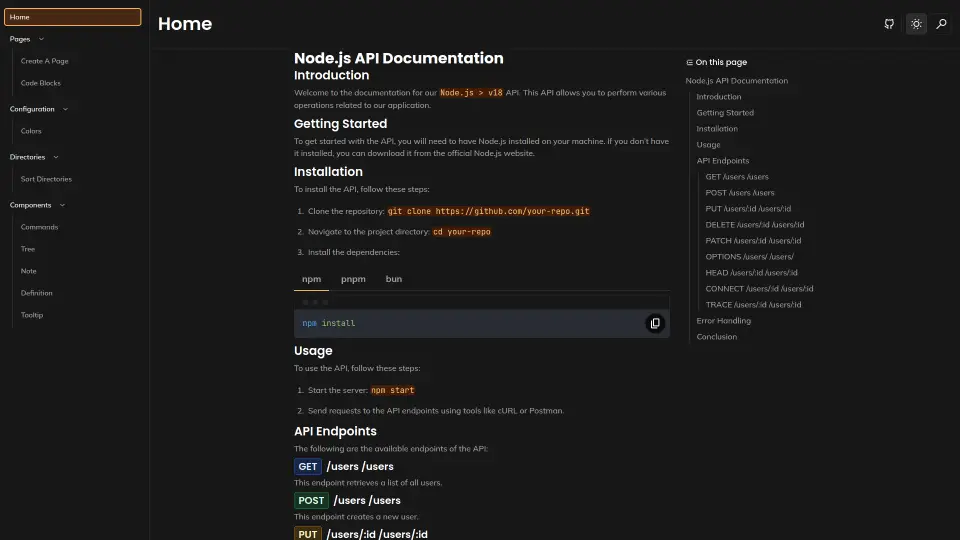 Home
Pages
Create A Page
Code Blocks
Configuration
Colors
Directories
Sort Directories
Components
Commands
Tree
Note
Definition
Tooltip
Home
Node.js API Documentation
Introduction
Welcome to the documentation for our Node.js > v18 API. This API allows you to perform various
operations related to our application.
Getting Started
To get started with the API, you will need to have Node.js installed on your machine. If you don't have
it installed, you can download it from the official Node.js website.
Installation
To install the API, follow these steps:
1. Clone the repository: git clone https://github.com/your-repo.git
2. Navigate to the project directory: cd your-repo
3. Install the dependencies:
npm pnpm bun
npm install
Usage
To use the API, follow these steps:
1. Start the server: npm start
2. Send requests to the API endpoints using tools like cURL or Postman.
API Endpoints
The following are the available endpoints of the API:
GET /users /users
This endpoint retrieves a list of all users.
POST /users /users
This endpoint creates a new user.
PUT /users/:id /users/:id
On this page
Node.js API Documentation
Introduction
Getting Started
Installation
Usage
API Endpoints
GET /users /users
POST /users /users
PUT /users/:id /users/:id
DELETE /users/:id /users/:id
PATCH /users/:id /users/:id
OPTIONS /users/ /users/
HEAD /users/:id /users/:id
CONNECT /users/:id /users/:id
TRACE /users/:id /users/:id
Error Handling
Conclusion